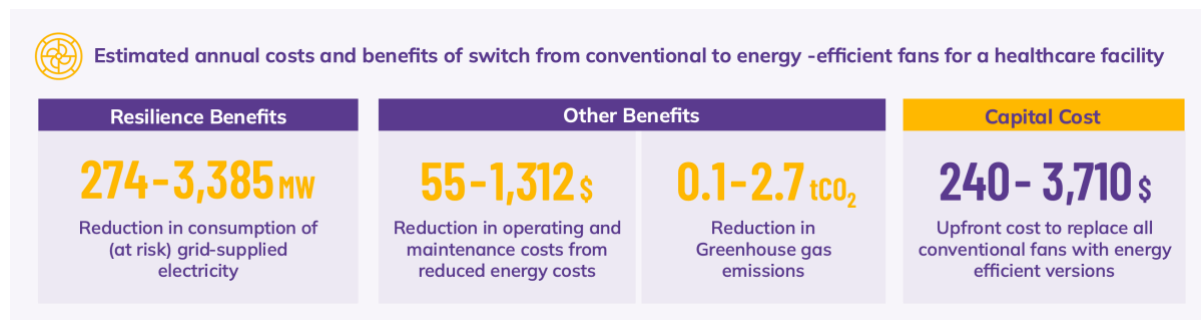 Estimated annual costs and benefits of switch from conventional to energy -efficient fans for a healthcare facility
Resilience Benefits
274-3,385 MW
Reduction in consumption of
(at risk) grid-supplied
electricity
Other Benefits
55-1,312 $
Reduction in operating and
maintenance costs from
reduced energy costs
0.1-2.7 tCO₂
Reduction in
Greenhouse gas
emissions
Capital Cost
240- 3,710 $
Upfront cost to replace all
conventional fans with energy
efficient versions